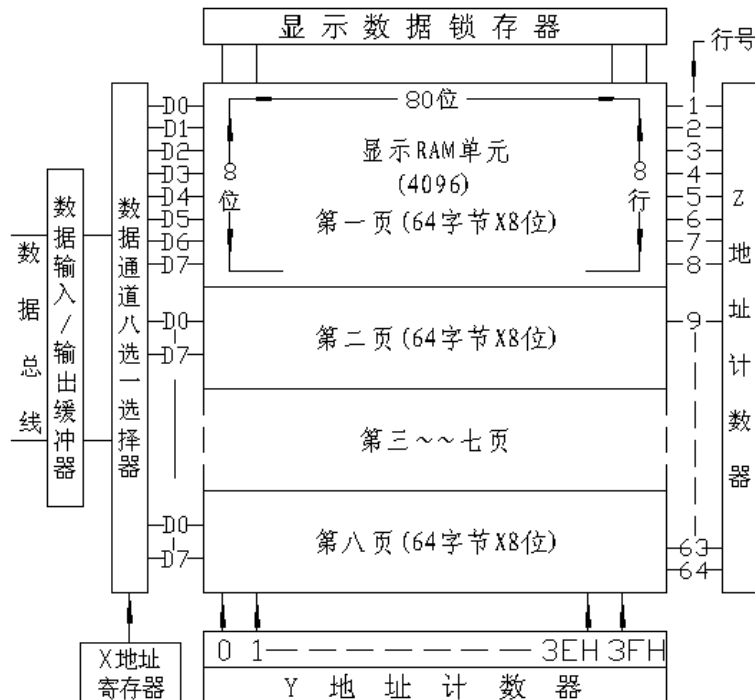 显示数据锁存器
行号
80位
D0
D1
D2
D3
D4
D5
D6
D7
8位
显示RAM单元
(4096)
第一页(64字节X8位)
8行
1
2
3
4
5
6
7
8
数据总线
数据输入/输出缓冲器
数据通道八选一选择器
Z地址计数器
D0
D7
第二页(64字节X8位)
9
第三~~七页
D0
D7
第八页(64字节X8位)
63
64
X地址
寄存器
0 1 3EH 3FH
Y地址计数器